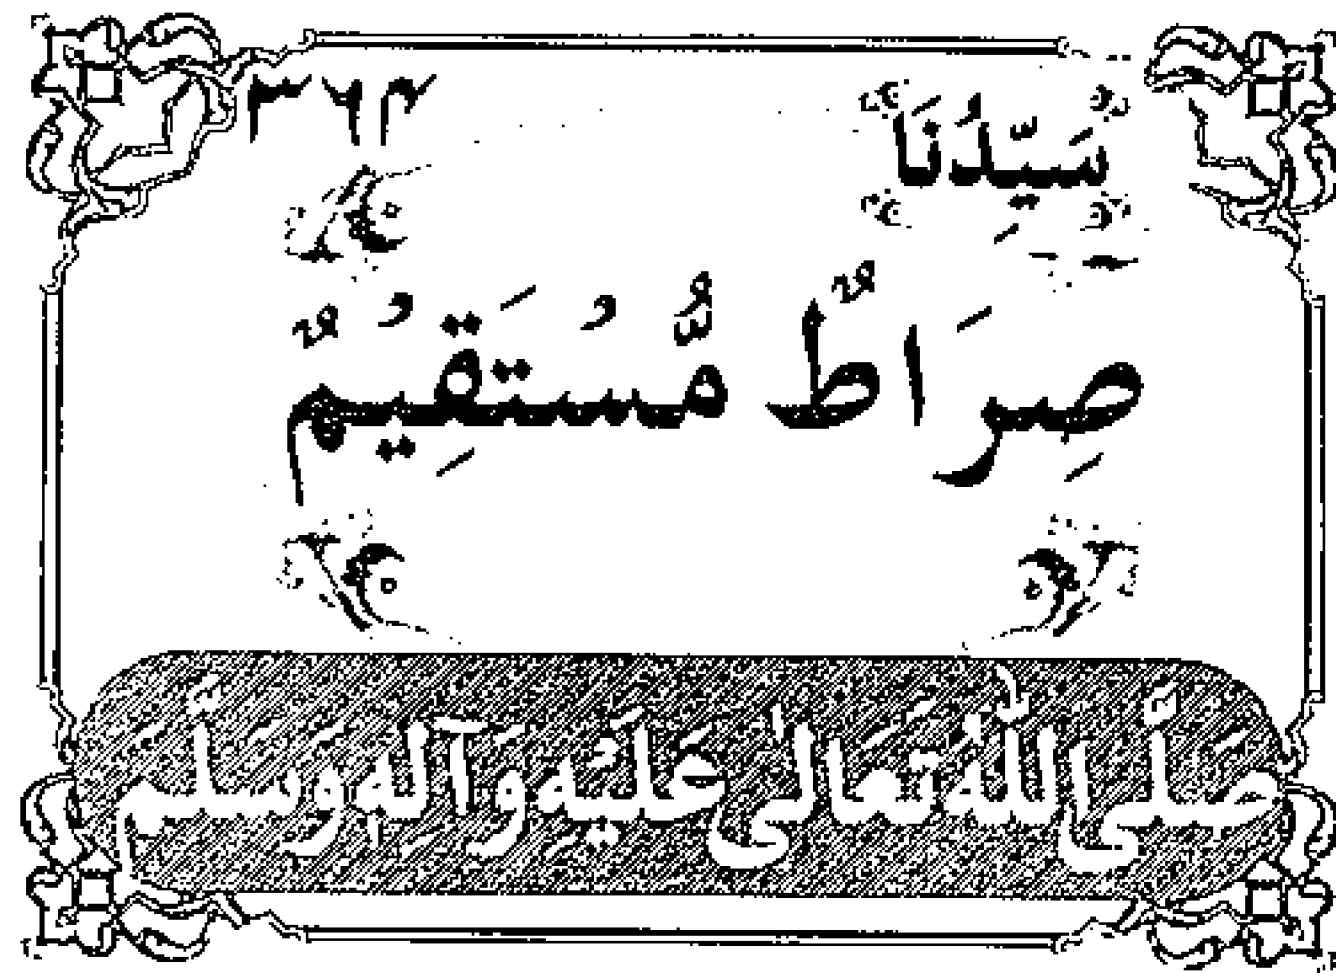 سَيِّدُنَا ۳۶۴
صِرَاطٌ مُّسْتَقِيْمٌ
صَلَّى اللّٰهُ تَعَالٰى عَلَيْهِ وَآلِهٖ وَسَلَّمَ